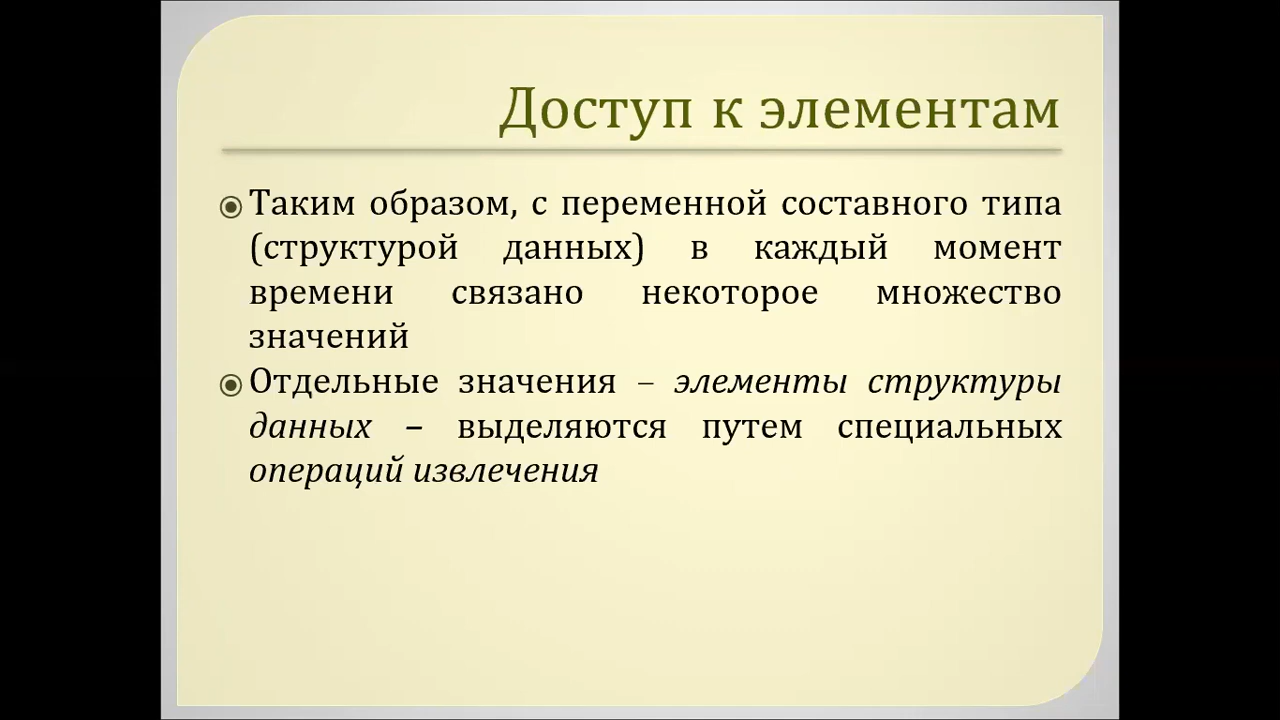 Доступ к элементам
Таким образом, с переменной составного типа
(структурой данных) в каждый момент
времени связано некоторое множество
значений
Отдельные значения – элементы структуры
данных – выделяются путем специальных
операций извлечения